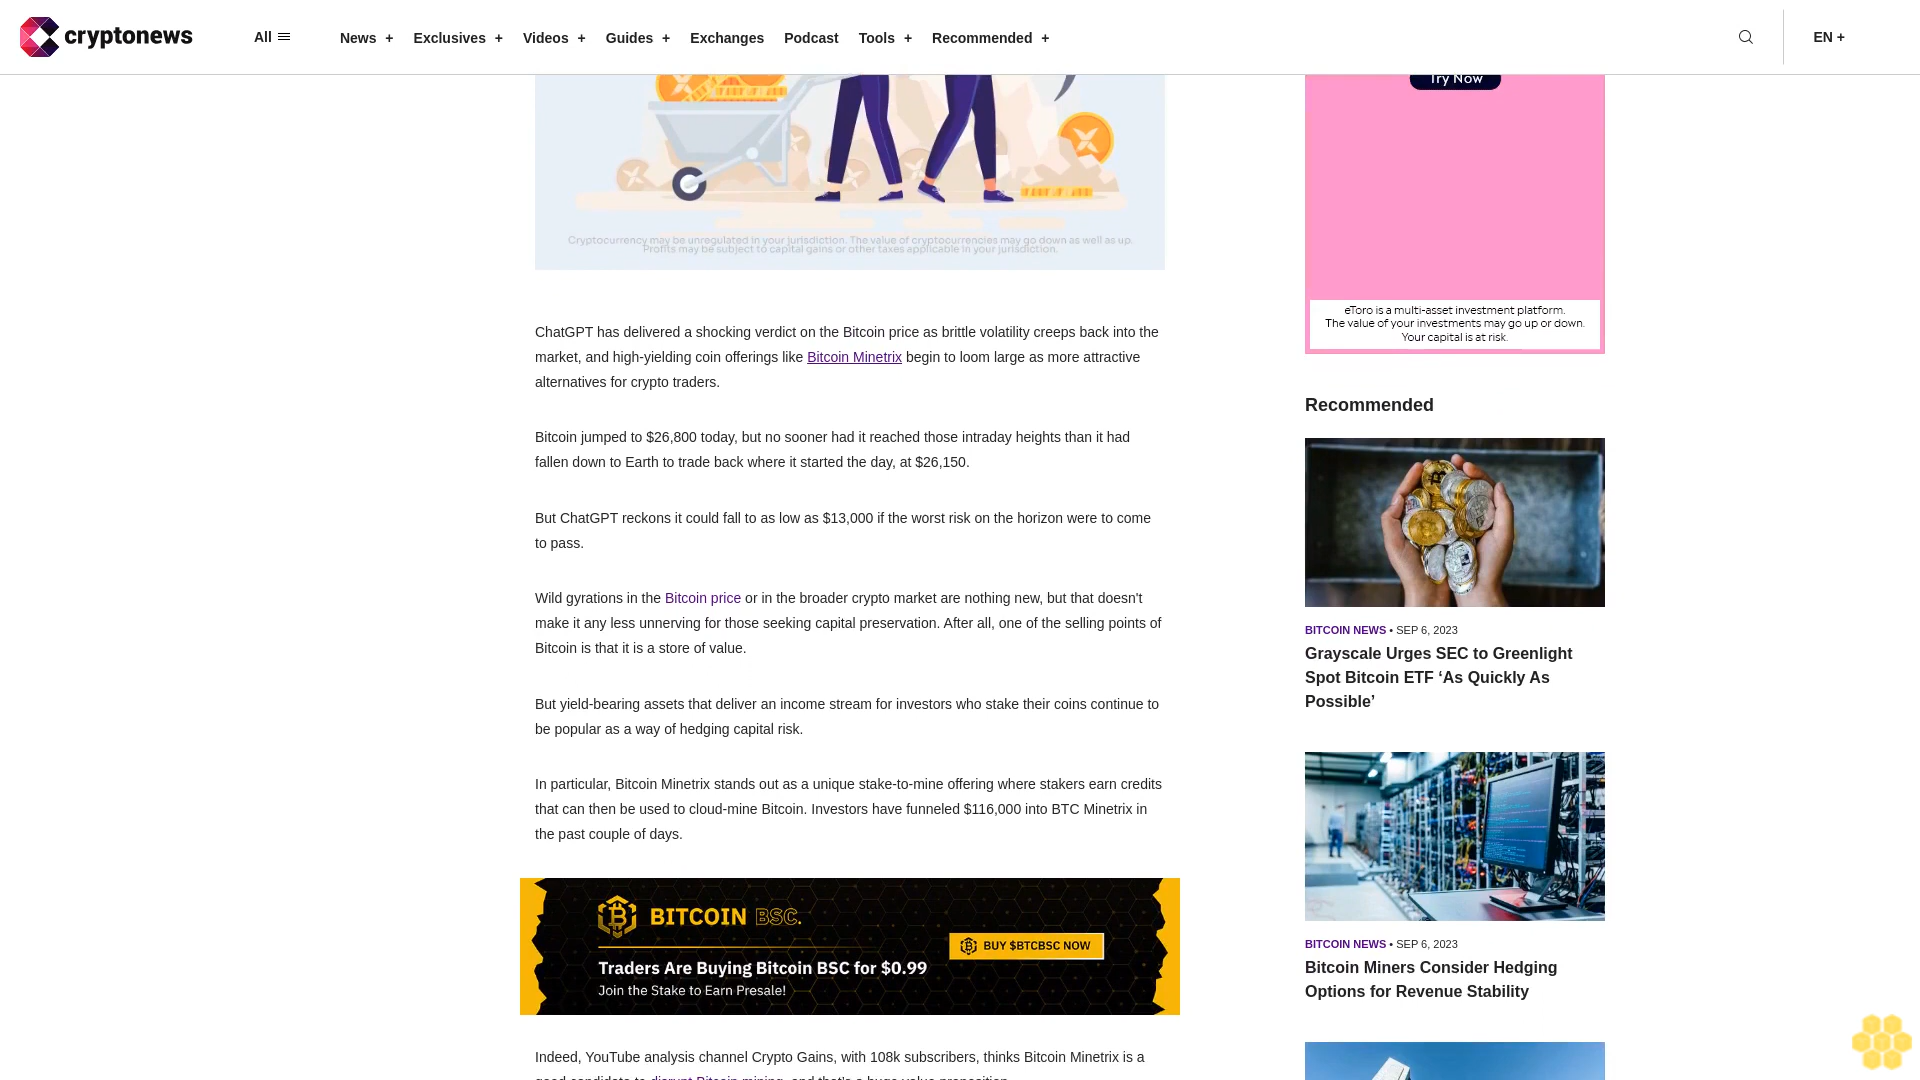 cryptonews
All
News +
Exclusives +
Videos +
Guides +
Exchanges
Podcast
Tools +
Recommended +
EN +
Cryptocurrency may be unregulated in your jurisdiction. The value of cryptocurrencies may go down as well as up.
Profits may be subject to capital gains or other taxes applicable in your jurisdiction.
ChatGPT has delivered a shocking verdict on the Bitcoin price as brittle volatility creeps back into the
market, and high-yielding coin offerings like Bitcoin Minetrix begin to loom large as more attractive
alternatives for crypto traders.
Bitcoin jumped to $26,800 today, but no sooner had it reached those intraday heights than it had
fallen down to Earth to trade back where it started the day, at $26,150.
But ChatGPT reckons it could fall to as low as $13,000 if the worst risk on the horizon were to come
to pass.
Wild gyrations in the Bitcoin price or in the broader crypto market are nothing new, but that doesn't
make it any less unnerving for those seeking capital preservation. After all, one of the selling points of
Bitcoin is that it is a store of value.
But yield-bearing assets that deliver an income stream for investors who stake their coins continue to
be popular as a way of hedging capital risk.
In particular, Bitcoin Minetrix stands out as a unique stake-to-mine offering where stakers earn credits
that can then be used to cloud-mine Bitcoin. Investors have funneled $116,000 into BTC Minetrix in
the past couple of days.
BITCOIN BSC.
Traders Are Buying Bitcoin BSC for $0.99
Join the Stake to Earn Presale!
BUY $BTCBSC NOW
Indeed, YouTube analysis channel Crypto Gains, with 108k subscribers, thinks Bitcoin Minetrix is a
good candidate to disrupt Bitcoin mining, and that's a huge value proposition.
Try Now
eToro is a multi-asset investment platform.
The value of your investments may go up or down.
Your capital is at risk.
Recommended
BITCOIN NEWS • SEP 6, 2023
Grayscale Urges SEC to Greenlight
Spot Bitcoin ETF ‘As Quickly As
Possible’
BITCOIN NEWS • SEP 6, 2023
Bitcoin Miners Consider Hedging
Options for Revenue Stability